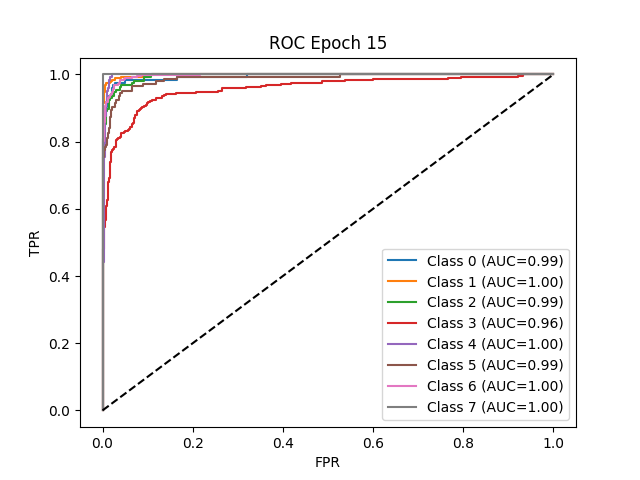 ROC Epoch 15
TPR
1.0
0.8
0.6
0.4
0.2
0.0
Class 0 (AUC=0.99)
Class 1 (AUC=1.00)
Class 2 (AUC=0.99)
Class 3 (AUC=0.96)
Class 4 (AUC=1.00)
Class 5 (AUC=0.99)
Class 6 (AUC=1.00)
Class 7 (AUC=1.00)
0.0 0.2 0.4 0.6 0.8 1.0
FPR